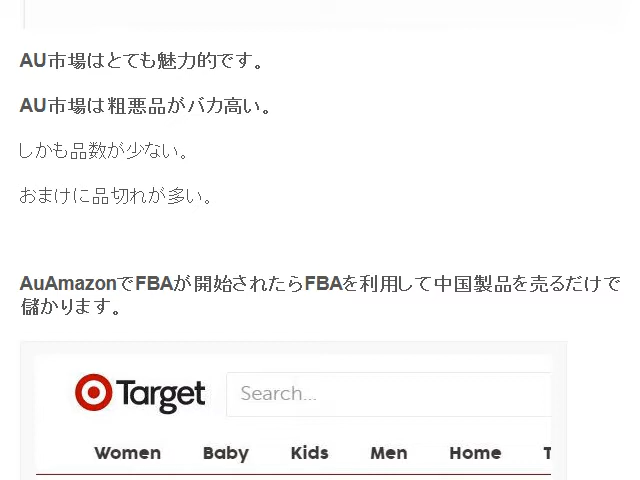 AU市場はとても魅力的です。
AU市場は粗悪品がバカ高い。
しかも品数が少ない。
おまけに品切れが多い。
AuAmazonでFBAが開始されたらFBAを利用して中国製品を売るだけで
儲かります。
Target Search...
Women Baby Kids Men Home